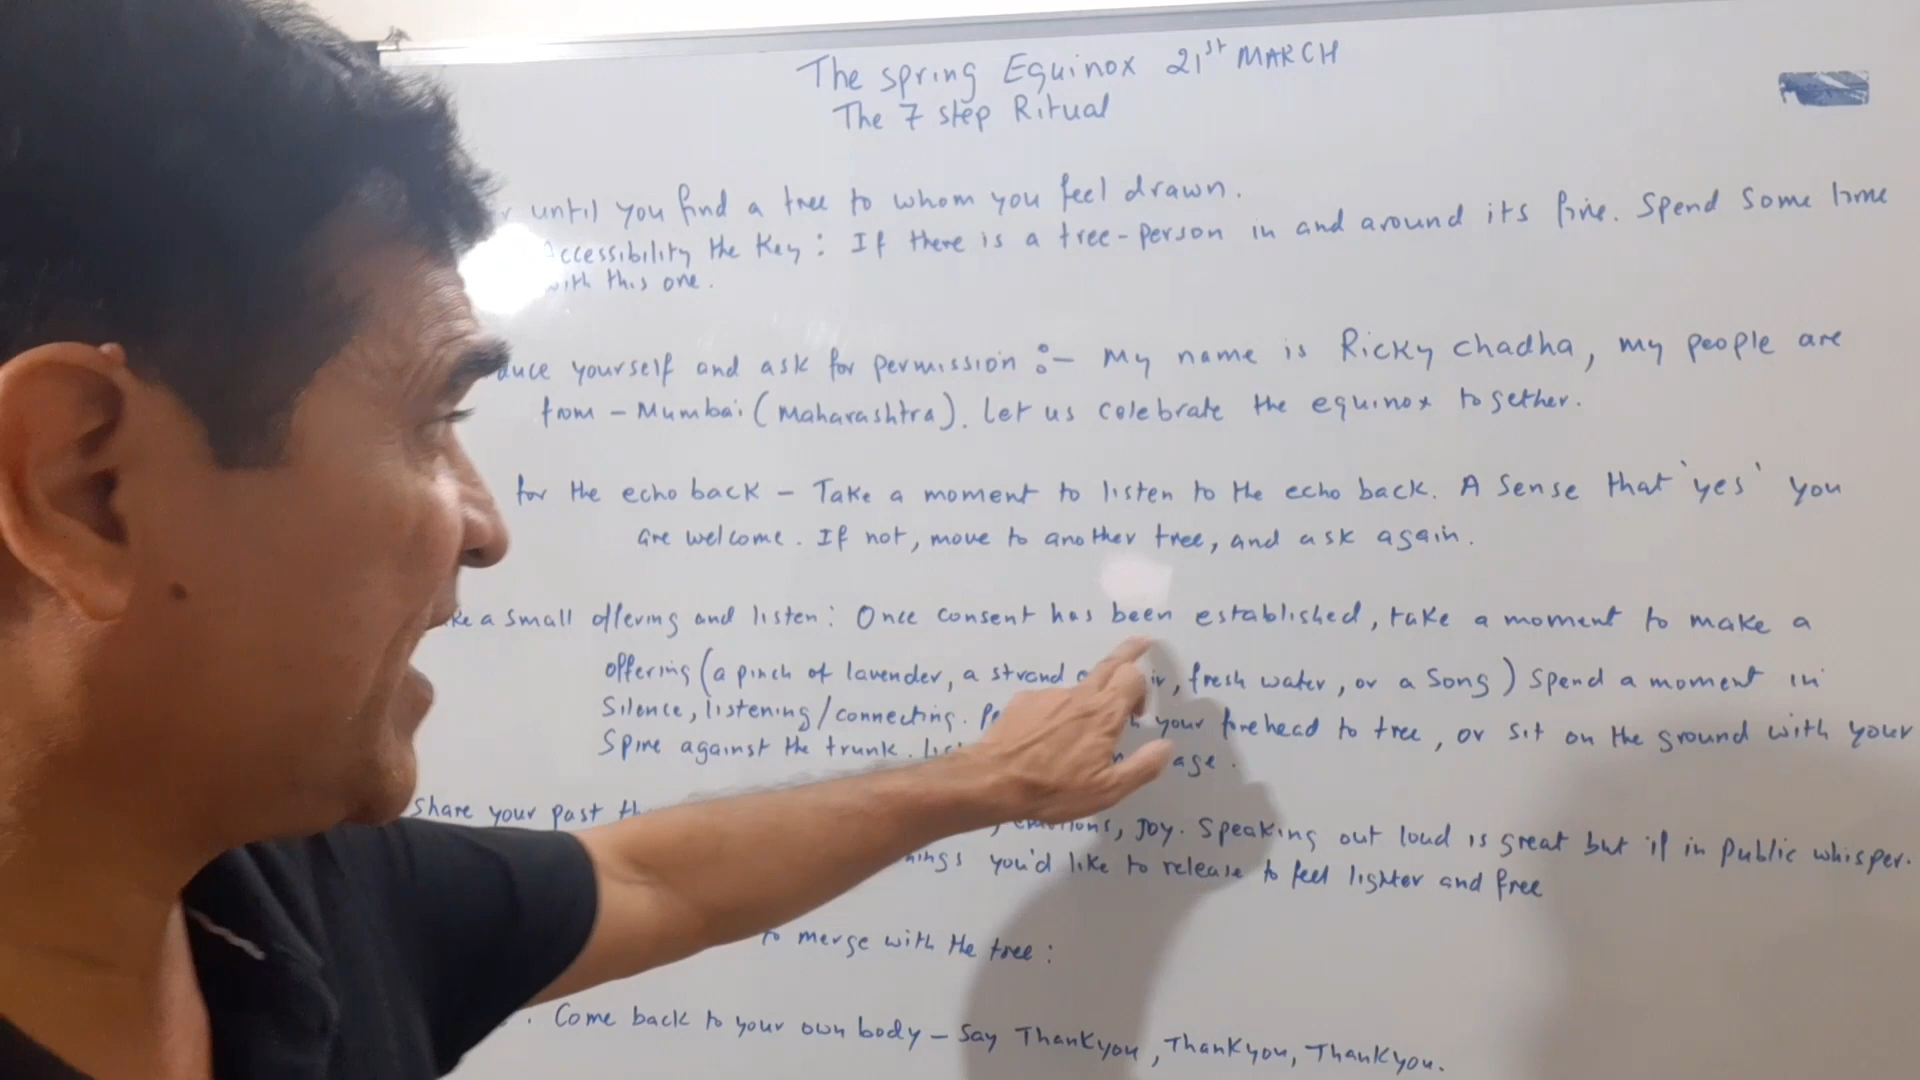 The spring Equinox 21st MARCH
The 7 step Ritual
until you find a tree to whom you feel drawn.
Accessibility the Key: If there is a tree-person in and around its fine. Spend some time
with this one.
yourself and ask for permission :- My name is Ricky Chadha, my people are
from - Mumbai (Maharashtra). Let us celebrate the equinox together.
for the echo back - Take a moment to listen to the echo back. A Sense that 'yes' you
are welcome. If not, move to another tree, and ask again.
a small offering and listen: Once consent has been established, take a moment to make a
offering (a pinch of lavender, a strand fresh water, or a Song) Spend a moment in
Silence, listening/connecting. your forehead to tree, or sit on the ground with your
Spine against the trunk.
Share your past Joy. Speaking out loud is great but if in public whisper.
you'd like to release to feel lighter and free
to merge with the tree:
Come back to your own body - Say Thankyou, Thankyou, Thankyou.